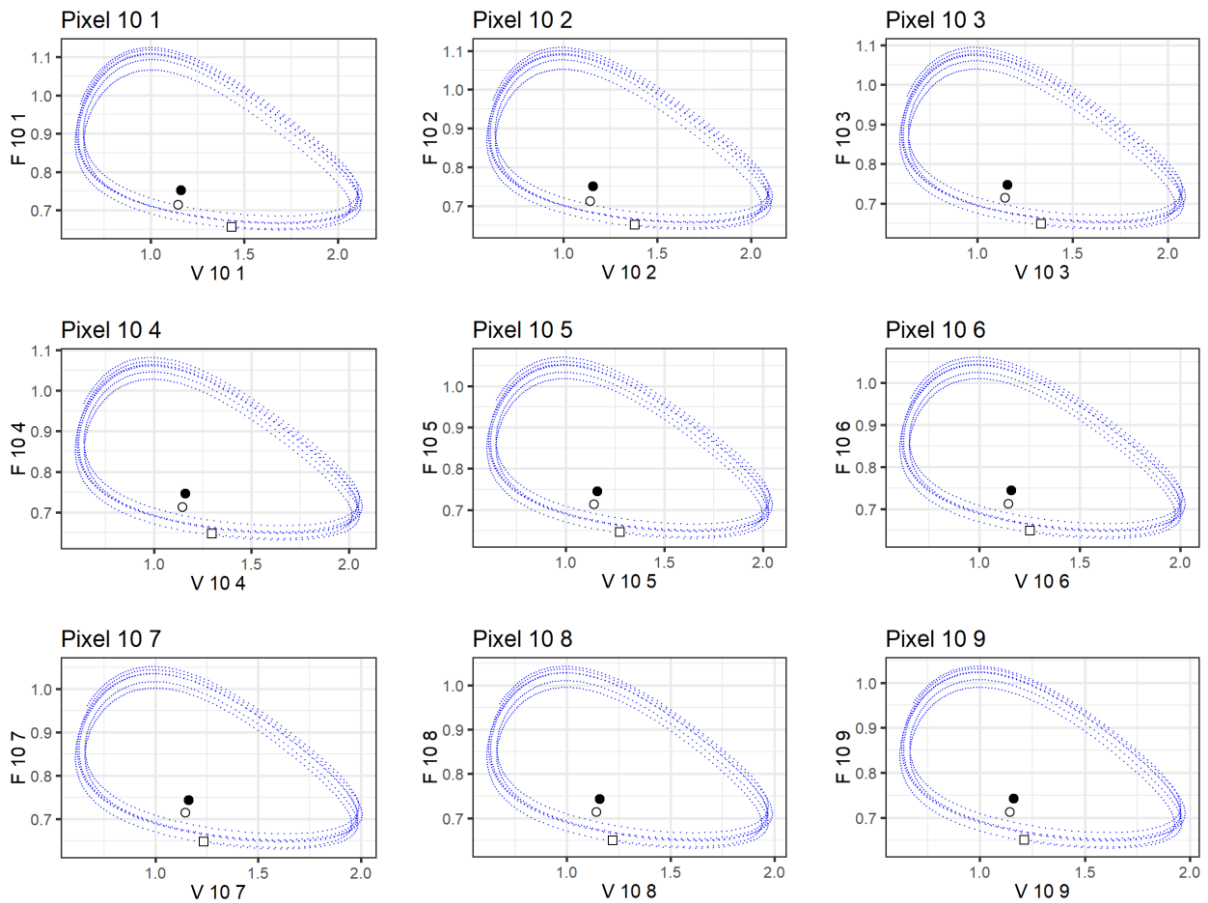 Pixel 10 1
Pixel 10 2
Pixel 10 3
F 10 1
1.1
1.0
0.9
0.8
0.7
1.0
1.5
2.0
V 10 1
F 10 2
1.1
1.0
0.9
0.8
0.7
1.0
1.5
2.0
V 10 2
F 10 3
1.1
1.0
0.9
0.8
0.7
1.0
1.5
2.0
V 10 3
Pixel 10 4
Pixel 10 5
Pixel 10 6
F 10 4
1.1
1.0
0.9
0.8
0.7
1.0
1.5
2.0
V 10 4
F 10 5
1.0
0.9
0.8
0.7
1.0
1.5
2.0
V 10 5
F 10 6
1.0
0.9
0.8
0.7
1.0
1.5
2.0
V 10 6
Pixel 10 7
Pixel 10 8
Pixel 10 9
F 10 7
1.0
0.9
0.8
0.7
1.0
1.5
2.0
V 10 7
F 10 8
1.0
0.9
0.8
0.7
1.0
1.5
2.0
V 10 8
F 10 9
1.0
0.9
0.8
0.7
1.0
1.5
2.0
V 10 9